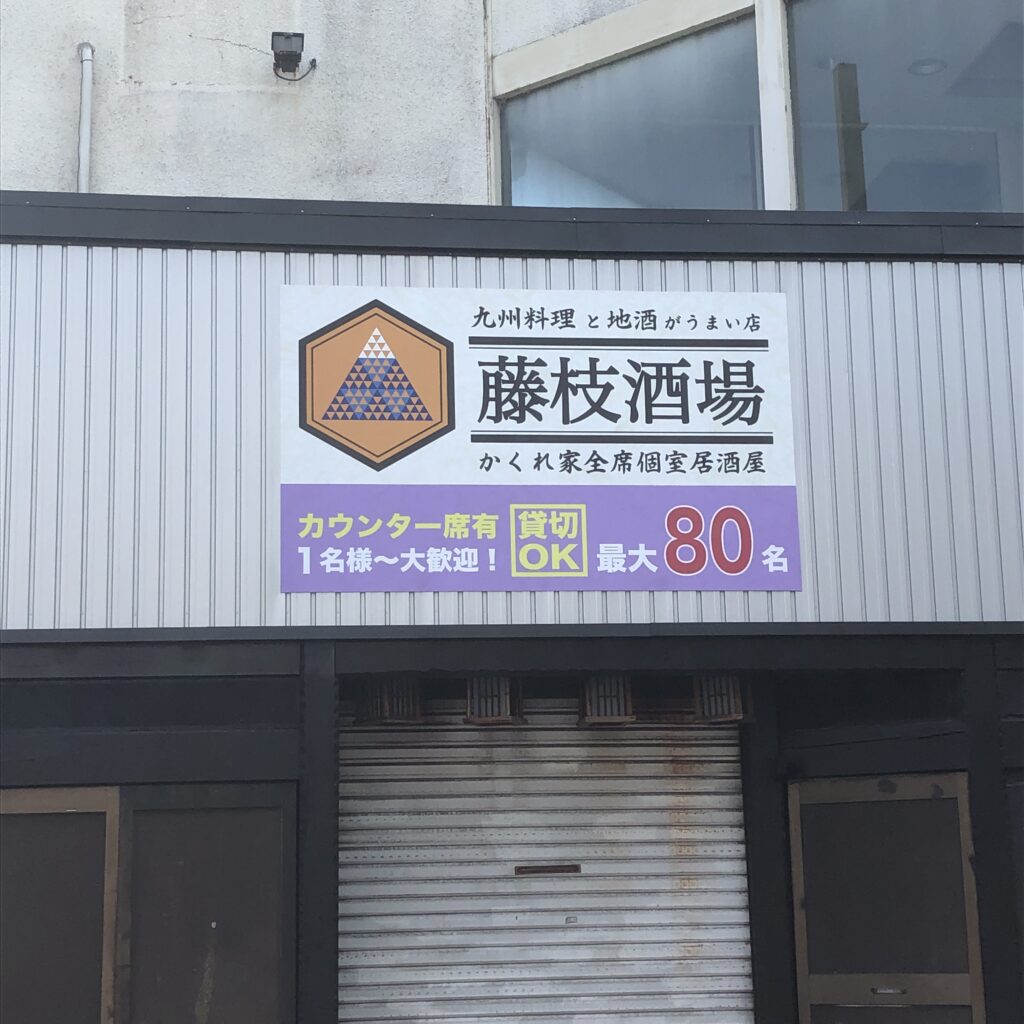 九州料理と地酒がうまい店
藤枝酒場
かくれ家全席個室居酒屋
カウンター席有
1名様〜大歓迎！
貸切
OK
最大80名